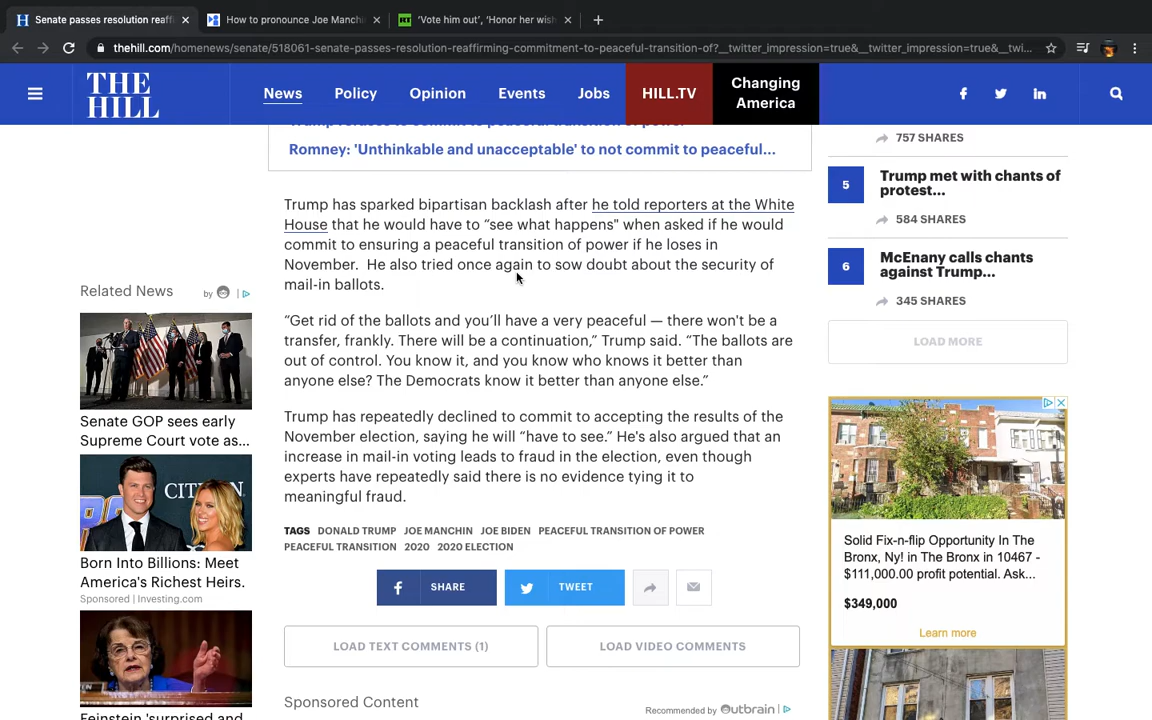 Senate passes resolution reaffi
How to pronounce Joe Manchi
'Vote him out', 'Honor her wish
thehill.com/homenews/senate/518061-senate-passes-resolution-reaffirming-commitment-to-peaceful-transition-of?__twitter_impression=true&__twitter_impression=true&__twi...
THE
HILL
News
Policy
Opinion
Events
Jobs
HILL.TV
Changing
America
Trump refuses to commit to peaceful transition of power
Romney: 'Unthinkable and unacceptable' to not commit to peaceful...
Trump has sparked bipartisan backlash after he told reporters at the White
House that he would have to “see what happens" when asked if he would
commit to ensuring a peaceful transition of power if he loses in
November.  He also tried once again to sow doubt about the security of
mail-in ballots.
“Get rid of the ballots and you’ll have a very peaceful — there won't be a
transfer, frankly. There will be a continuation,” Trump said. “The ballots are
out of control. You know it, and you know who knows it better than
anyone else? The Democrats know it better than anyone else.”
Trump has repeatedly declined to commit to accepting the results of the
November election, saying he will “have to see.” He's also argued that an
increase in mail-in voting leads to fraud in the election, even though
experts have repeatedly said there is no evidence tying it to
meaningful fraud.
TAGS DONALD TRUMP JOE MANCHIN JOE BIDEN PEACEFUL TRANSITION OF POWER
PEACEFUL TRANSITION 2020 2020 ELECTION
SHARE
TWEET
LOAD TEXT COMMENTS (1)
LOAD VIDEO COMMENTS
Sponsored Content
Recommended by Outbrain
Related News
by
CIT
Senate GOP sees early
Supreme Court vote as...
Born Into Billions: Meet
America's Richest Heirs.
Sponsored | Investing.com
Feinstein 'surprised and
757 SHARES
5
Trump met with chants of
protest...
584 SHARES
6
McEnany calls chants
against Trump...
345 SHARES
LOAD MORE
Solid Fix-n-flip Opportunity In The
Bronx, Ny! in The Bronx in 10467 -
$111,000.00 profit potential. Ask...
$349,000
Learn more